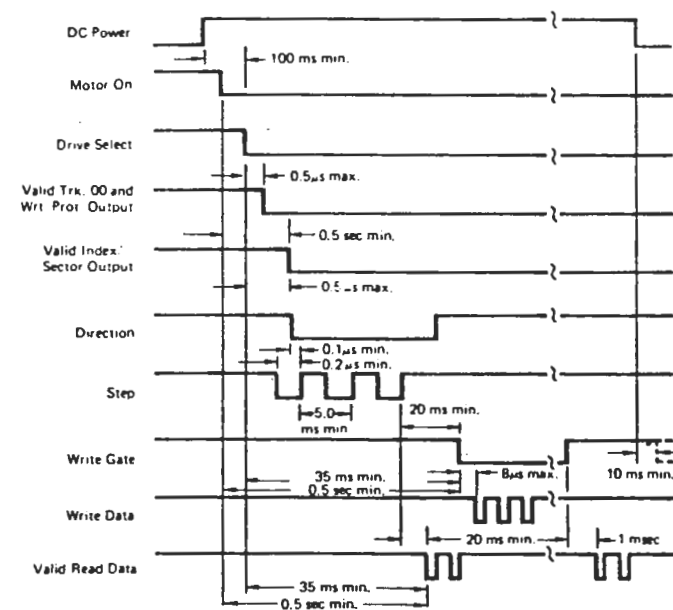 DC Power
100 ms min.
Motor On
Drive Select
0.5μs max.
Valid Trk. 00 and
Wrt. Prot. Output
0.5 sec min.
Valid Index/
Sector Output
0.5μs max.
Direction
0.1μs min.
0.2μs min.
Step
5.0
ms min
20 ms min.
Write Gate
8μs max.
10 ms min.
35 ms min.
0.5 sec min.
Write Data
20 ms min.
1 msec
Valid Read Data
35 ms min.
0.5 sec min.